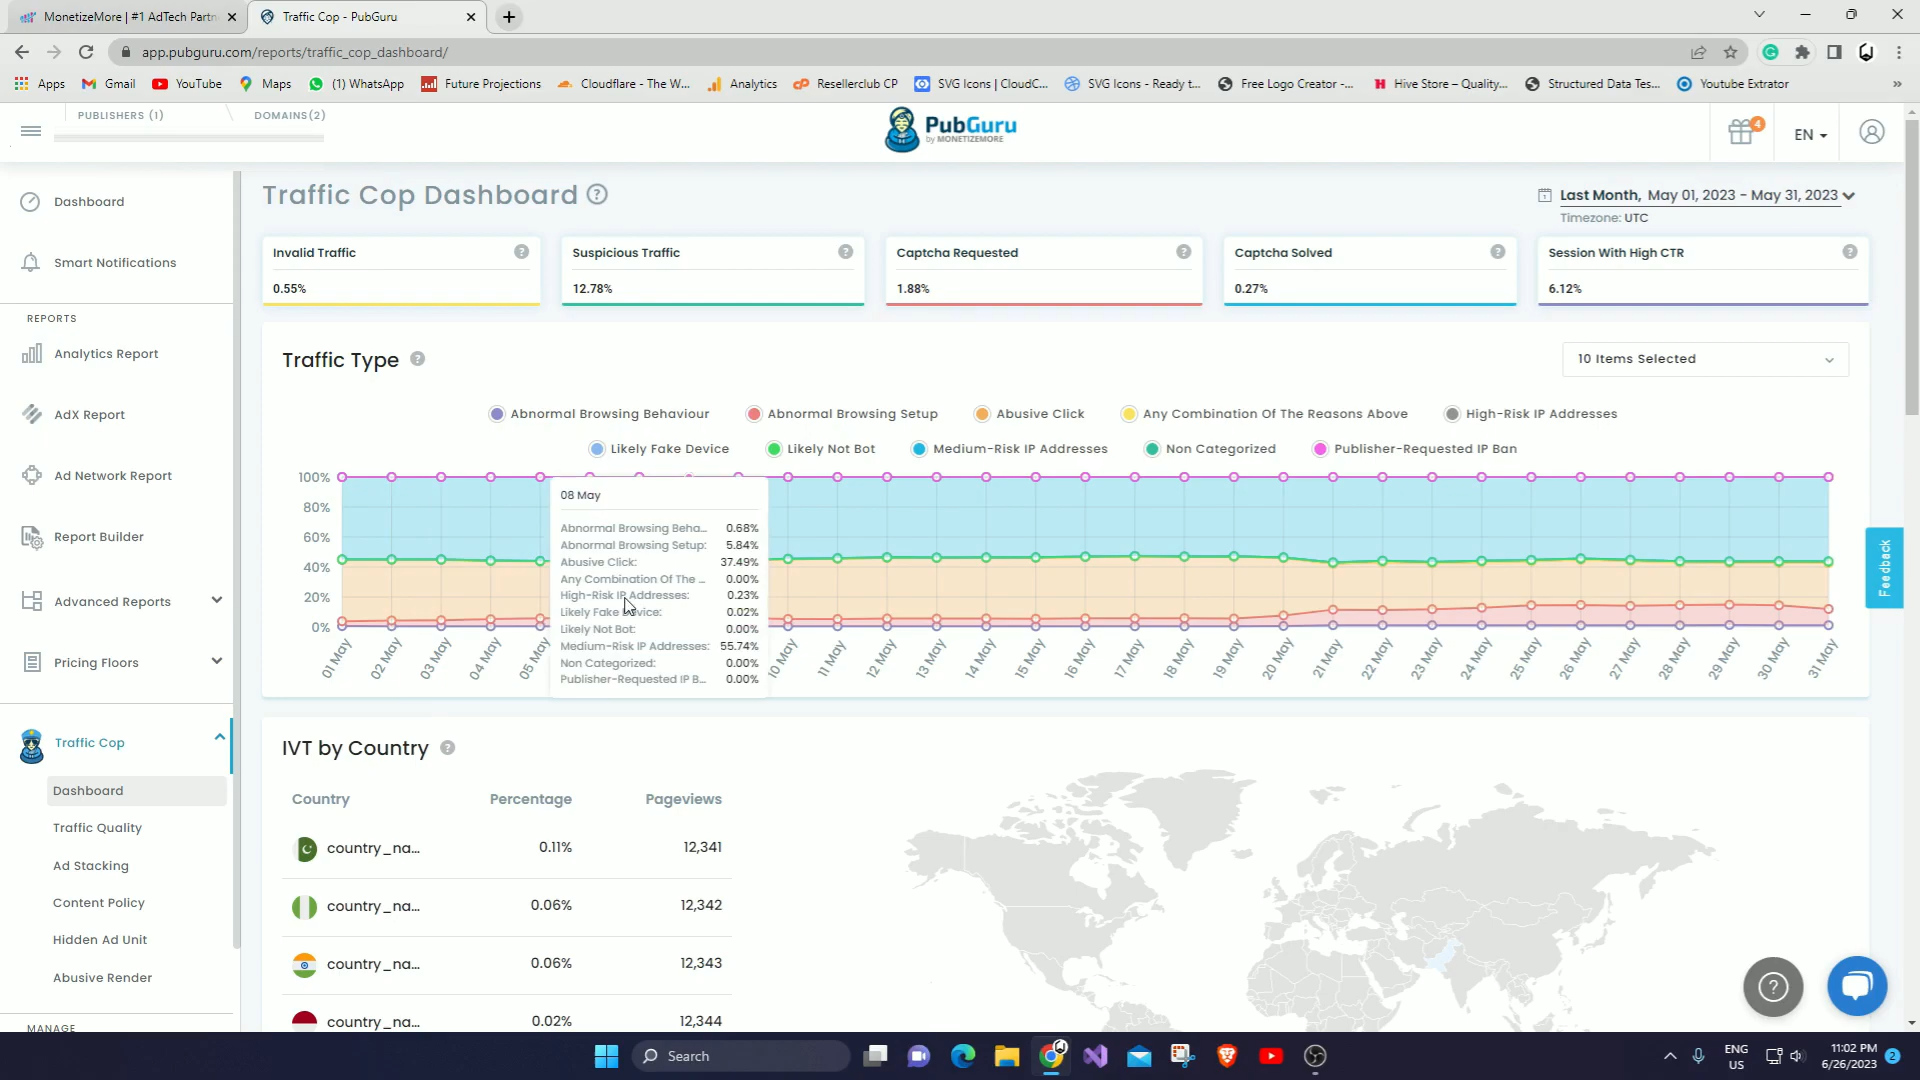 MonetizeMore | #1 AdTech Partn
Traffic Cop - PubGuru
app.pubguru.com/reports/traffic_cop_dashboard/
Apps
Gmail
YouTube
Maps
(1) WhatsApp
Future Projections
Cloudflare - The W...
Analytics
Resellerclub CP
SVG Icons | CloudC...
SVG Icons - Ready t...
Free Logo Creator -...
Hive Store – Quality,...
Structured Data Tes...
Youtube Extrator
PUBLISHERS (1)
DOMAINS(2)
PubGuru
by MONETIZEMORE
4
EN
Dashboard
Smart Notifications
REPORTS
Analytics Report
AdX Report
Ad Network Report
Report Builder
Advanced Reports
Pricing Floors
Traffic Cop
Dashboard
Traffic Quality
Ad Stacking
Content Policy
Hidden Ad Unit
Abusive Render
MANAGE
Traffic Cop Dashboard ?
Last Month, May 01, 2023 - May 31, 2023
Timezone: UTC
Invalid Traffic ?
0.55%
Suspicious Traffic ?
12.78%
Captcha Requested ?
1.88%
Captcha Solved ?
0.27%
Session With High CTR ?
6.12%
Traffic Type ?
10 Items Selected
Abnormal Browsing Behaviour
Abnormal Browsing Setup
Abusive Click
Any Combination Of The Reasons Above
High-Risk IP Addresses
Likely Fake Device
Likely Not Bot
Medium-Risk IP Addresses
Non Categorized
Publisher-Requested IP Ban
100%
80%
60%
40%
20%
0%
01 May
02 May
03 May
04 May
05 May
10 May
11 May
12 May
13 May
14 May
15 May
16 May
17 May
18 May
19 May
20 May
21 May
22 May
23 May
24 May
25 May
26 May
27 May
28 May
29 May
30 May
31 May
08 May
Abnormal Browsing Beha... 0.68%
Abnormal Browsing Setup: 5.84%
Abusive Click: 37.49%
Any Combination Of The ... 0.00%
High-Risk IP Addresses: 0.23%
Likely Fake Device: 0.02%
Likely Not Bot: 0.00%
Medium-Risk IP Addresses: 55.74%
Non Categorized: 0.00%
Publisher-Requested IP B... 0.00%
Feedback
IVT by Country ?
Country Percentage Pageviews
country_na... 0.11% 12,341
country_na... 0.06% 12,342
country_na... 0.06% 12,343
country_na... 0.02% 12,344
?
Search
ENG
US
11:02 PM
6/26/2023
2